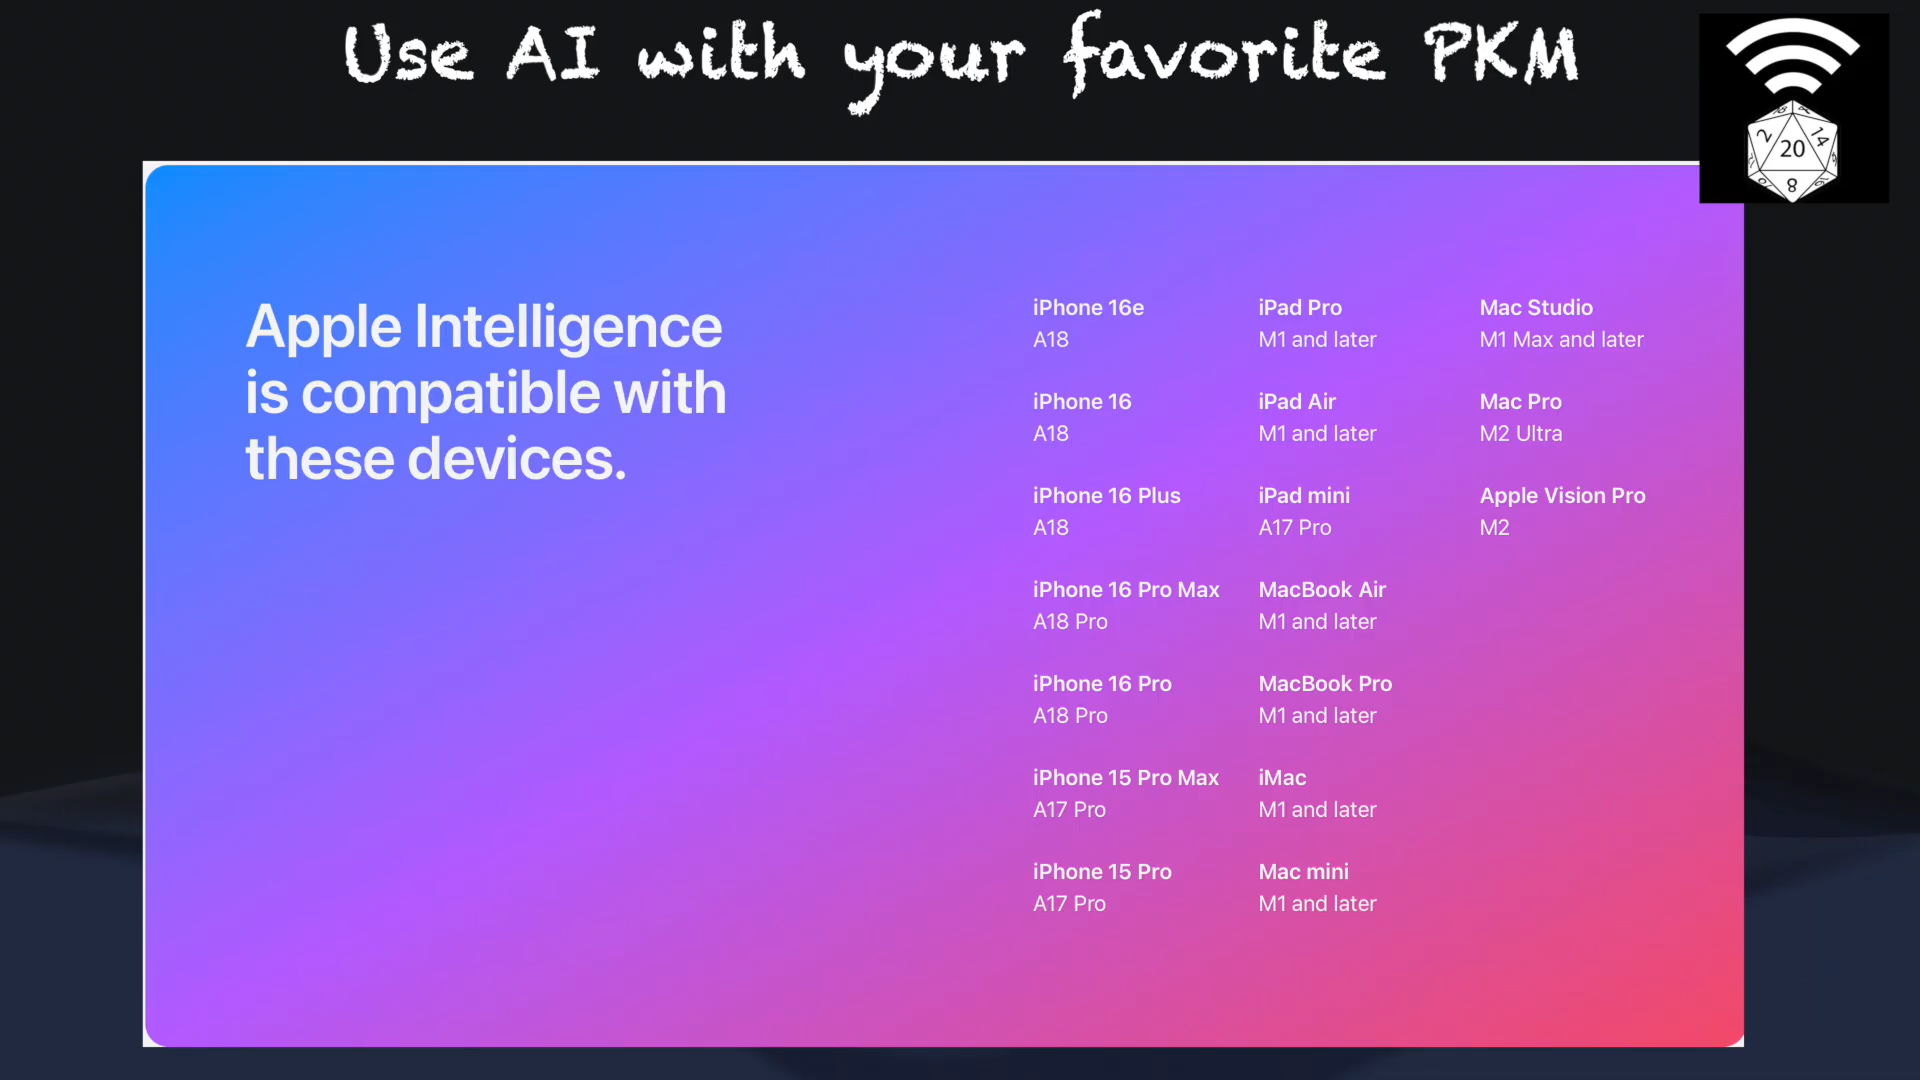 Use AI with your favorite PKM
20
2
14
8
Apple Intelligence
is compatible with
these devices.
iPhone 16e
A18
iPhone 16
A18
iPhone 16 Plus
A18
iPhone 16 Pro Max
A18 Pro
iPhone 16 Pro
A18 Pro
iPhone 15 Pro Max
A17 Pro
iPhone 15 Pro
A17 Pro
iPad Pro
M1 and later
iPad Air
M1 and later
iPad mini
A17 Pro
MacBook Air
M1 and later
MacBook Pro
M1 and later
iMac
M1 and later
Mac mini
M1 and later
Mac Studio
M1 Max and later
Mac Pro
M2 Ultra
Apple Vision Pro
M2